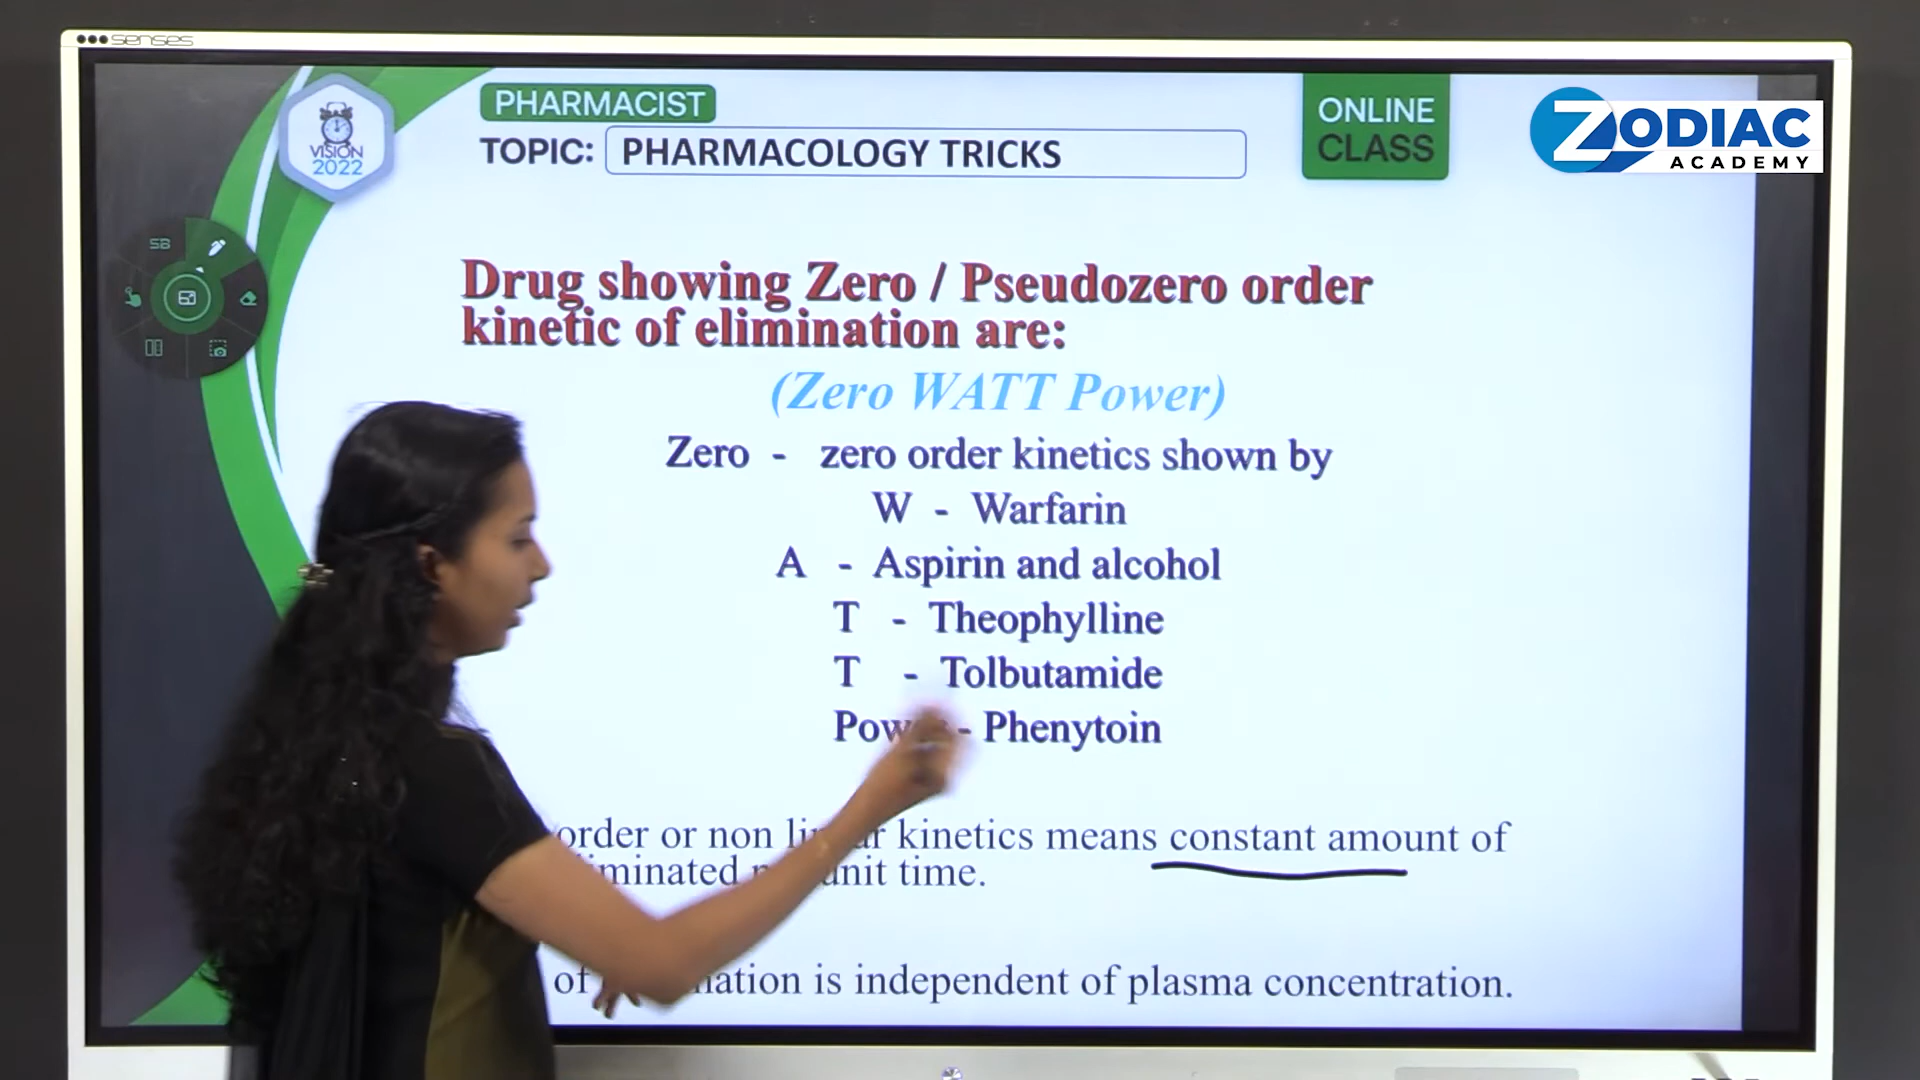 senses
VISION
2022
PHARMACIST
TOPIC: PHARMACOLOGY TRICKS
ONLINE
CLASS
ZODIAC
ACADEMY
SB
Drug showing Zero / Pseudozero order
kinetic of elimination are:
(Zero WATT Power)
Zero - zero order kinetics shown by
W - Warfarin
A - Aspirin and alcohol
T - Theophylline
T - Tolbutamide
- Phenytoin
order or non kinetics means constant amount of
unit time.
of is independent of plasma concentration.